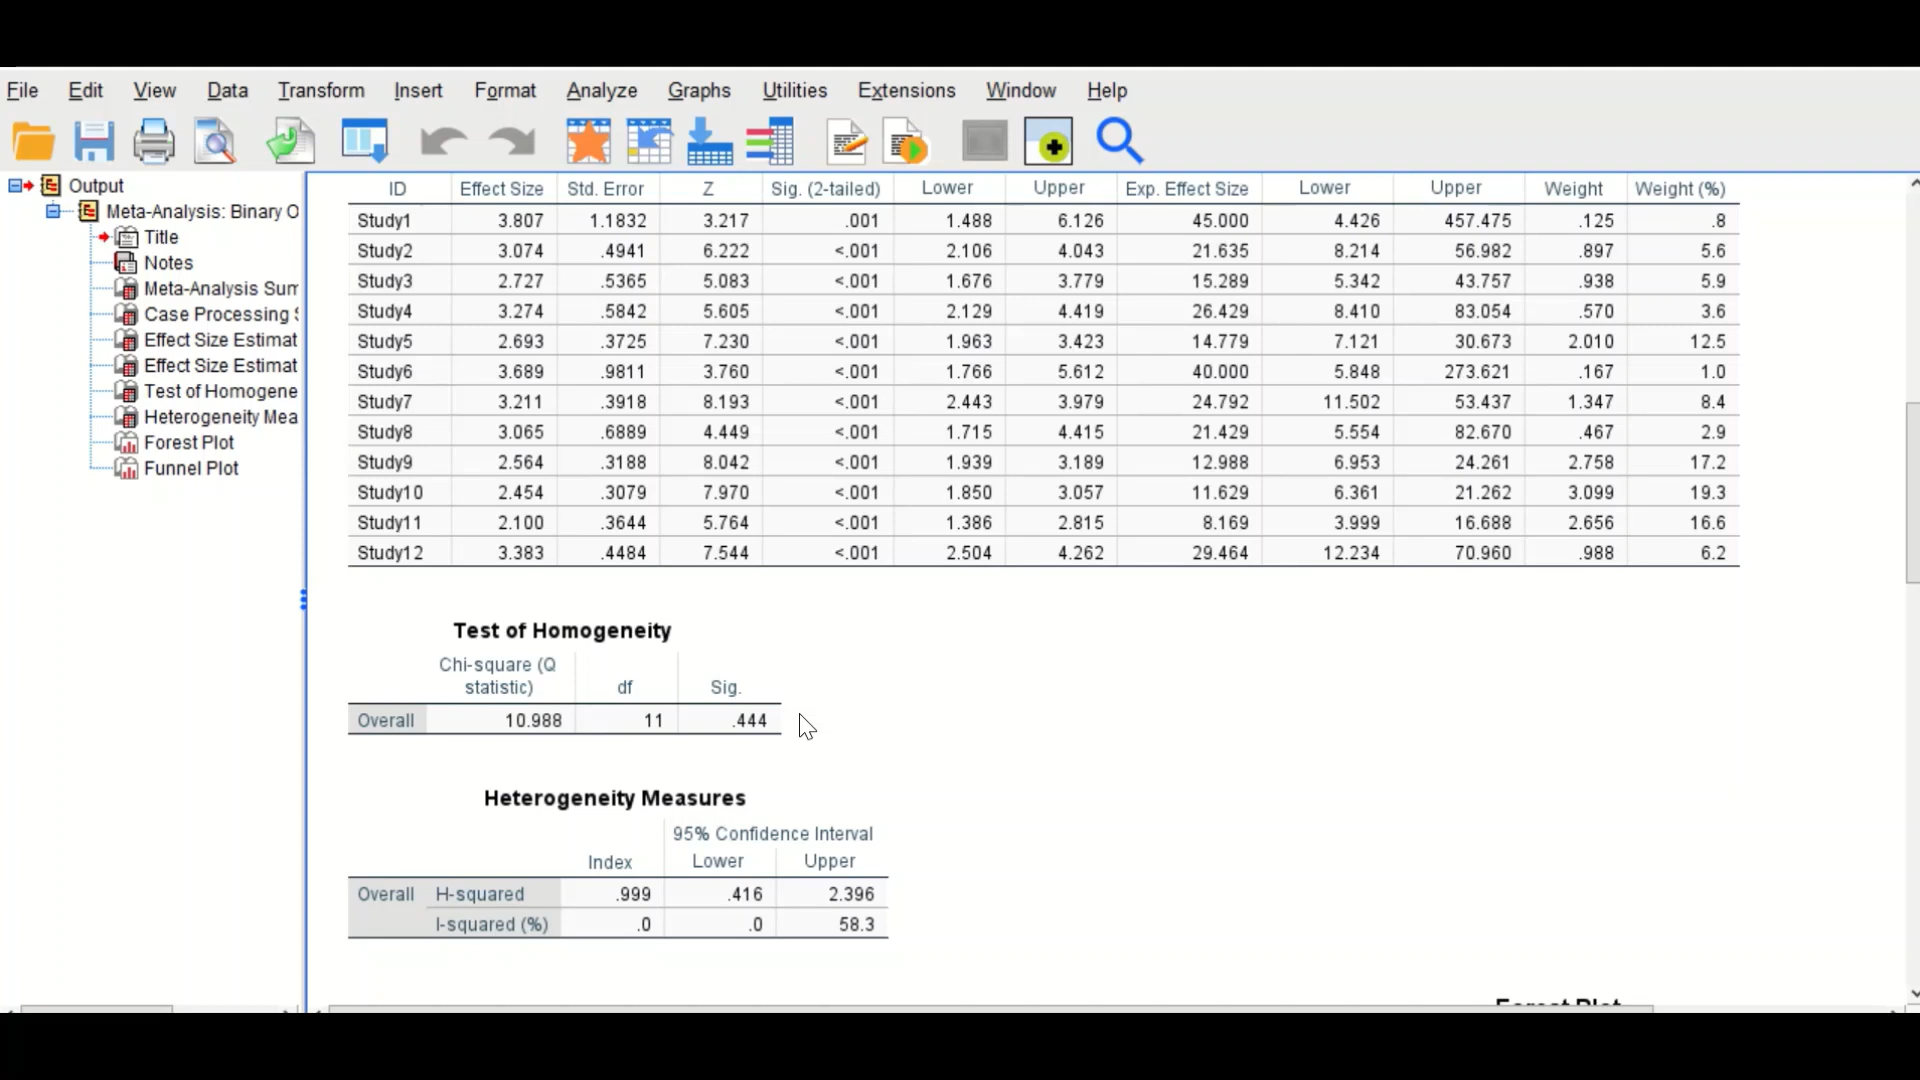 File Edit View Data Transform Insert Format Analyze Graphs Utilities Extensions Window Help
Output
Meta-Analysis: Binary O
Title
Notes
Meta-Analysis Sum
Case Processing
Effect Size Estimat
Effect Size Estimat
Test of Homogene
Heterogeneity Mea
Forest Plot
Funnel Plot
ID Effect Size Std. Error Z Sig. (2-tailed) Lower Upper Exp. Effect Size Lower Upper Weight Weight (%)
Study1 3.807 1.1832 3.217 .001 1.488 6.126 45.000 4.426 457.475 .125 .8
Study2 3.074 .4941 6.222 <.001 2.106 4.043 21.635 8.214 56.982 .897 5.6
Study3 2.727 .5365 5.083 <.001 1.676 3.779 15.289 5.342 43.757 .938 5.9
Study4 3.274 .5842 5.605 <.001 2.129 4.419 26.429 8.410 83.054 .570 3.6
Study5 2.693 .3725 7.230 <.001 1.963 3.423 14.779 7.121 30.673 2.010 12.5
Study6 3.689 .9811 3.760 <.001 1.766 5.612 40.000 5.848 273.621 .167 1.0
Study7 3.211 .3918 8.193 <.001 2.443 3.979 24.792 11.502 53.437 1.347 8.4
Study8 3.065 .6889 4.449 <.001 1.715 4.415 21.429 5.554 82.670 .467 2.9
Study9 2.564 .3188 8.042 <.001 1.939 3.189 12.988 6.953 24.261 2.758 17.2
Study10 2.454 .3079 7.970 <.001 1.850 3.057 11.629 6.361 21.262 3.099 19.3
Study11 2.100 .3644 5.764 <.001 1.386 2.815 8.169 3.999 16.688 2.656 16.6
Study12 3.383 .4484 7.544 <.001 2.504 4.262 29.464 12.234 70.960 .988 6.2
Test of Homogeneity
Chi-square (Q
statistic) df Sig.
Overall 10.988 11 .444
Heterogeneity Measures
95% Confidence Interval
Index Lower Upper
Overall H-squared .999 .416 2.396
I-squared (%) .0 .0 58.3
Forest Plot